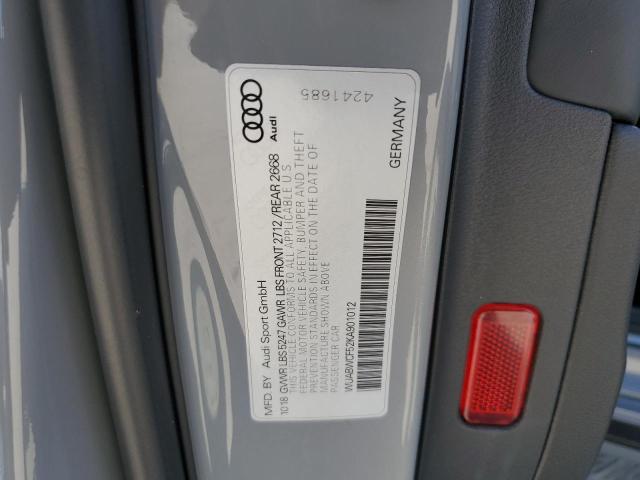 Audi
MFD. BY Audi Sport GmbH
1018 GVWR LBS 5247 GAWR LBS FRONT 2712 /REAR 2668
THIS VEHICLE CONFORMS TO ALL APPLICABLE U S
FEDERAL MOTOR VEHICLE SAFETY, BUMPER AND THEFT
PREVENTION STANDARDS IN EFFECT ON THE DATE OF
MANUFACTURE SHOWN ABOVE
PASSENGER CAR
WUABWCF52KA901012
4241685
GERMANY